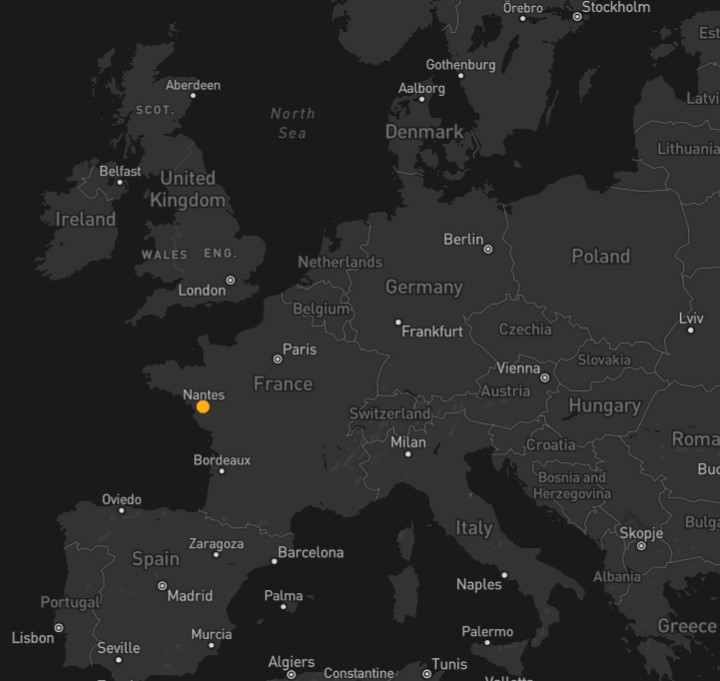 Örebro
Stockholm
Est
Gothenburg
Aalborg
Aberdeen
SCOT.
North
Sea
Latvi
Denmark
Lithuania
Belfast
United
Kingdom
Ireland
WALES
ENG.
Berlin
Poland
Netherlands
London
Germany
Belgium
Lviv
Frankfurt
Czechia
Paris
Slovakia
Vienna
France
Austria
Nantes
Switzerland
Hungary
Milan
Croatia
Roma
Bordeaux
Buc
Bosnia and
Herzegovina
Oviedo
Italy
Bulga
Skopje
Zaragoza
Barcelona
Spain
Albania
Naples
Madrid
Palma
Portugal
Greece
Lisbon
Murcia
Palermo
Seville
Algiers
Constantine
Tunis